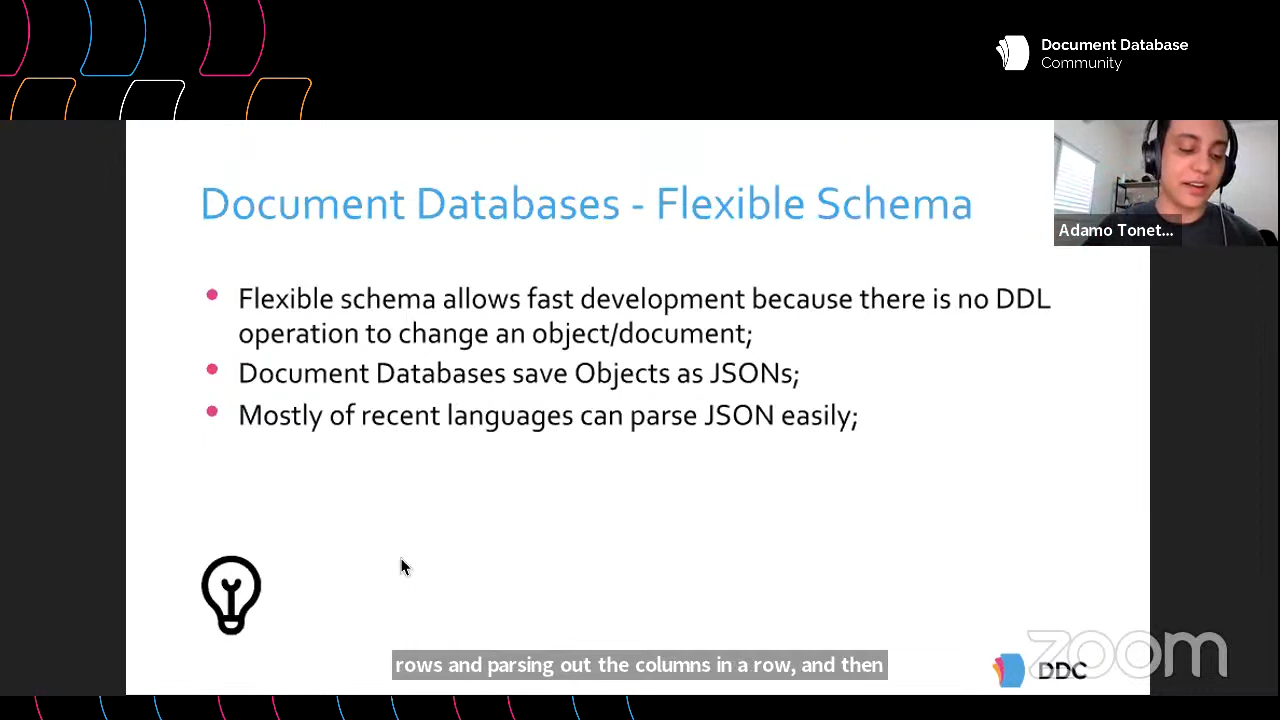 Document Database
Community
Document Databases - Flexible Schema
Adamo Tonet...
Flexible schema allows fast development because there is no DDL
operation to change an object/document;
Document Databases save Objects as JSONs;
Mostly of recent languages can parse JSON easily;
rows and parsing out the columns in a row, and then
DDC
zoom